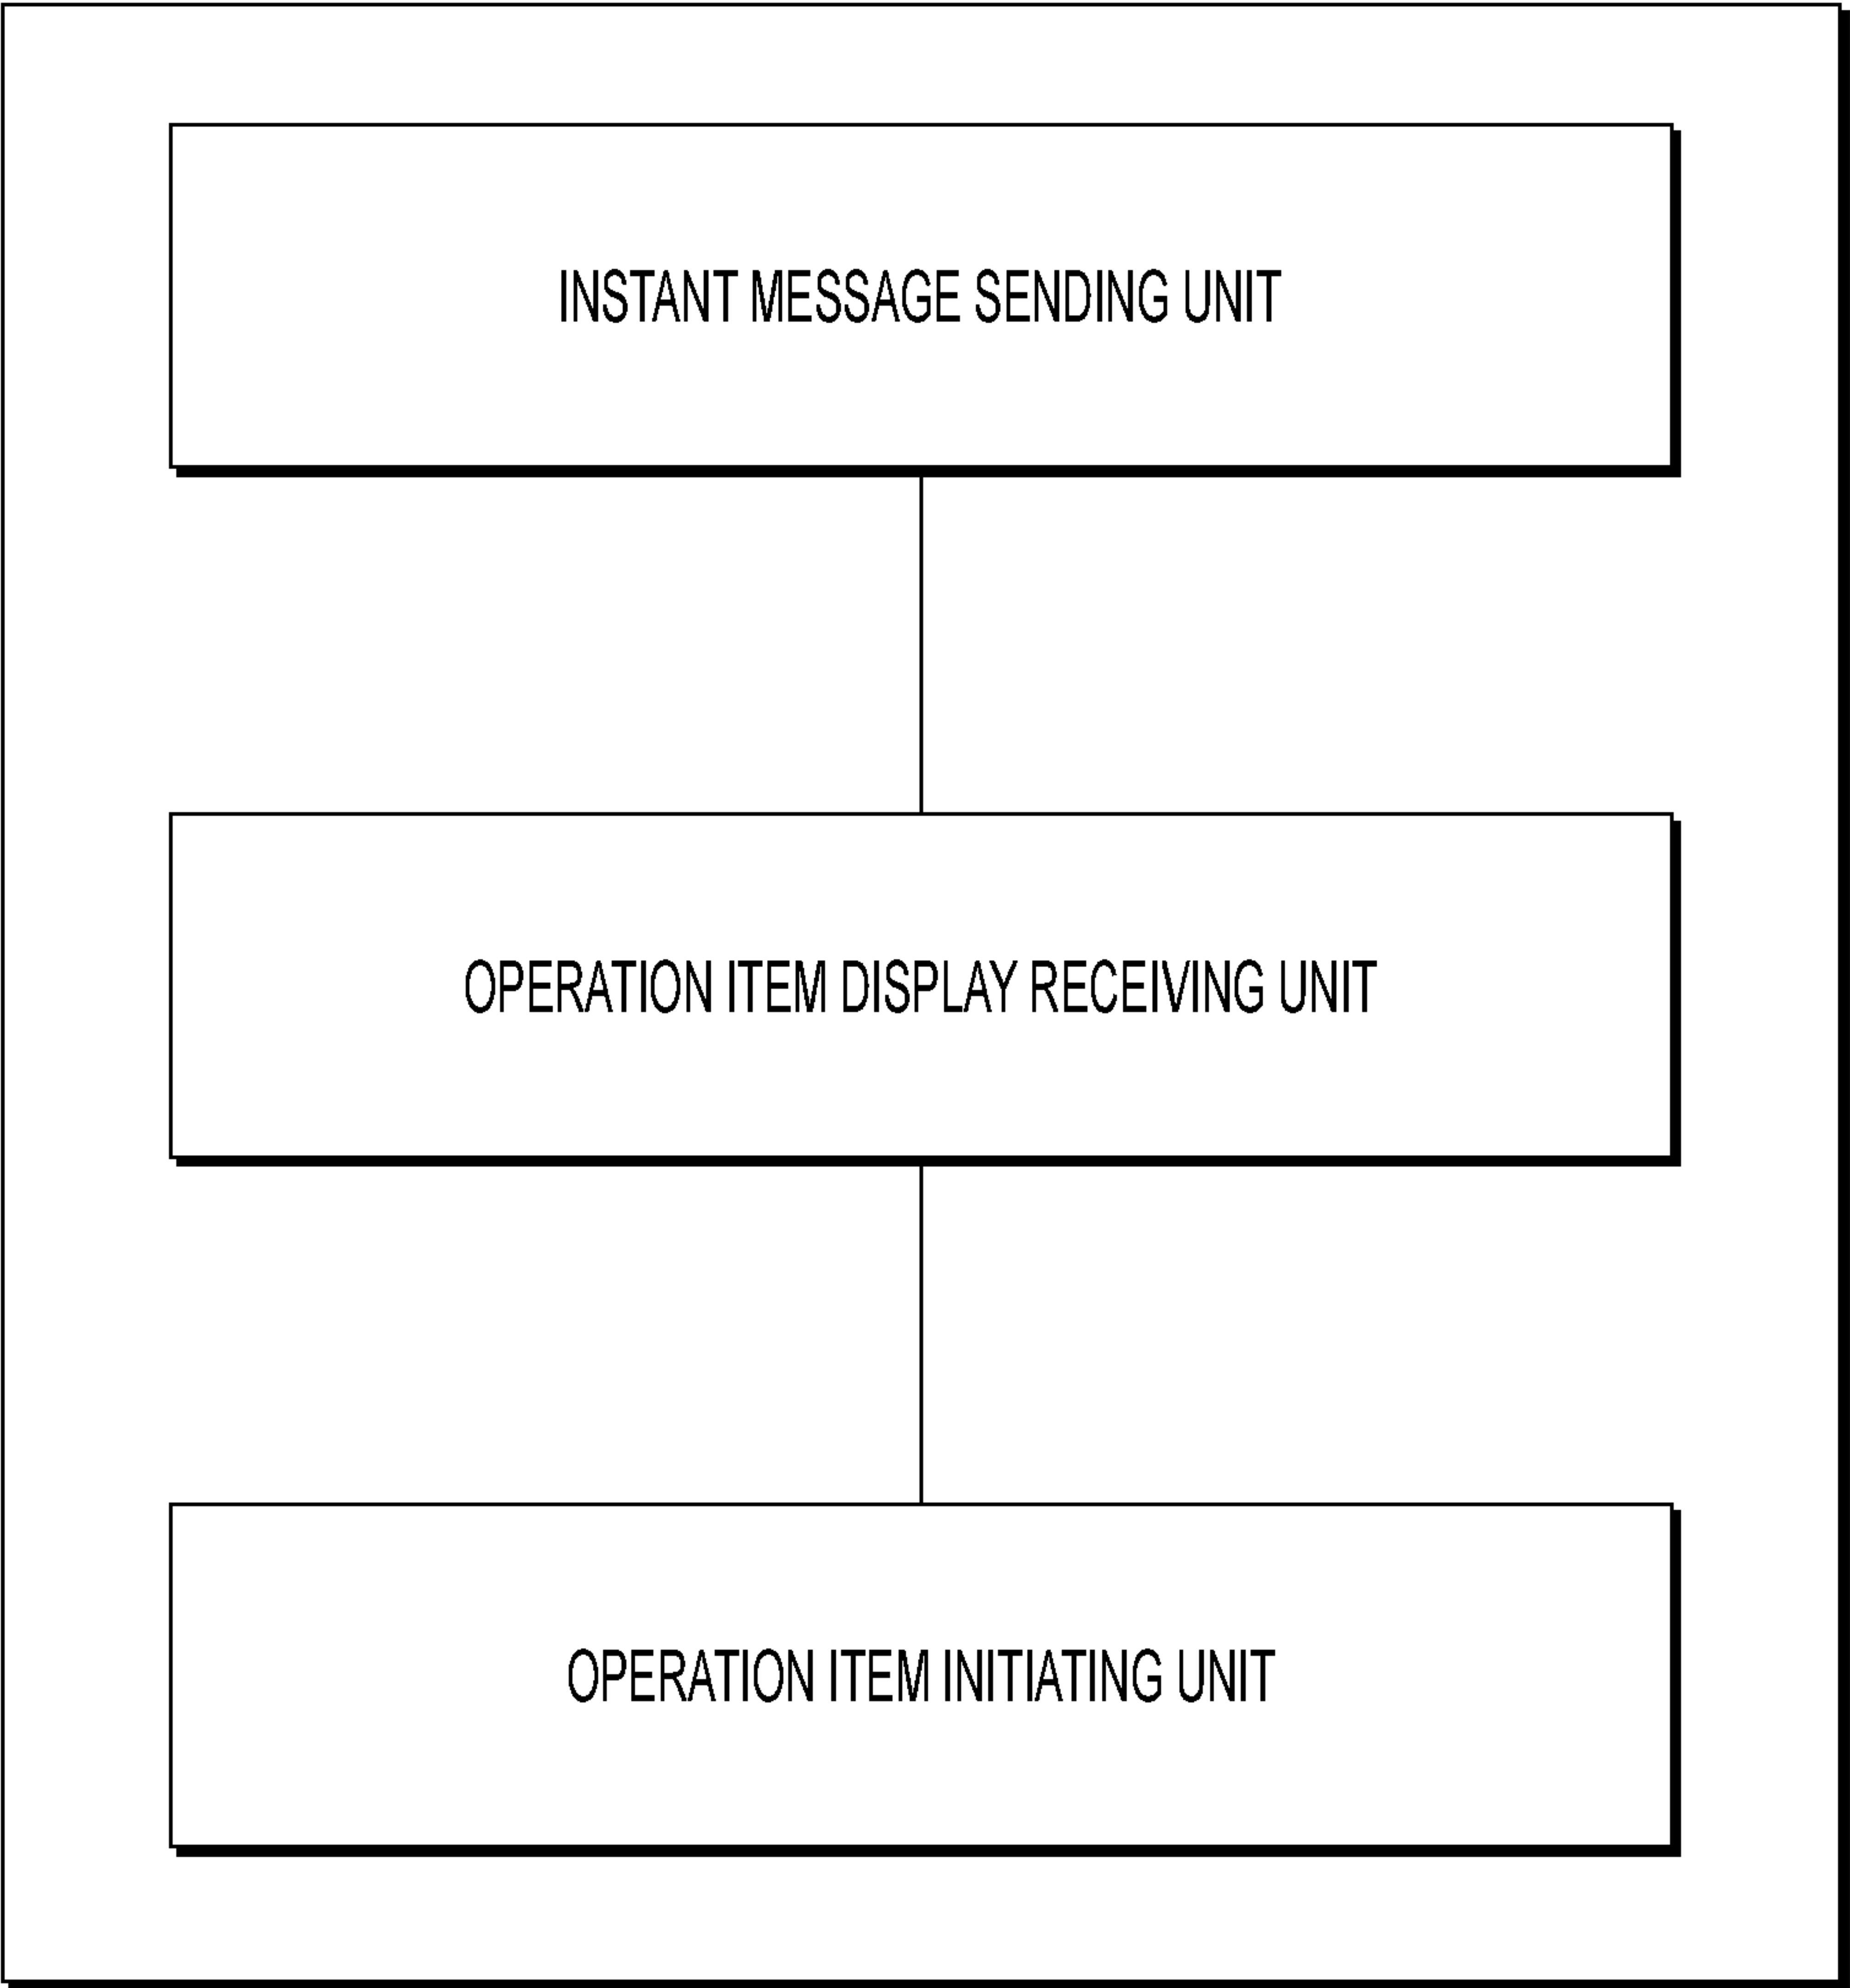 INSTANT MESSAGE SENDING UNIT
OPERATION ITEM DISPLAY RECEIVING UNIT
OPERATION ITEM INITIATING UNIT